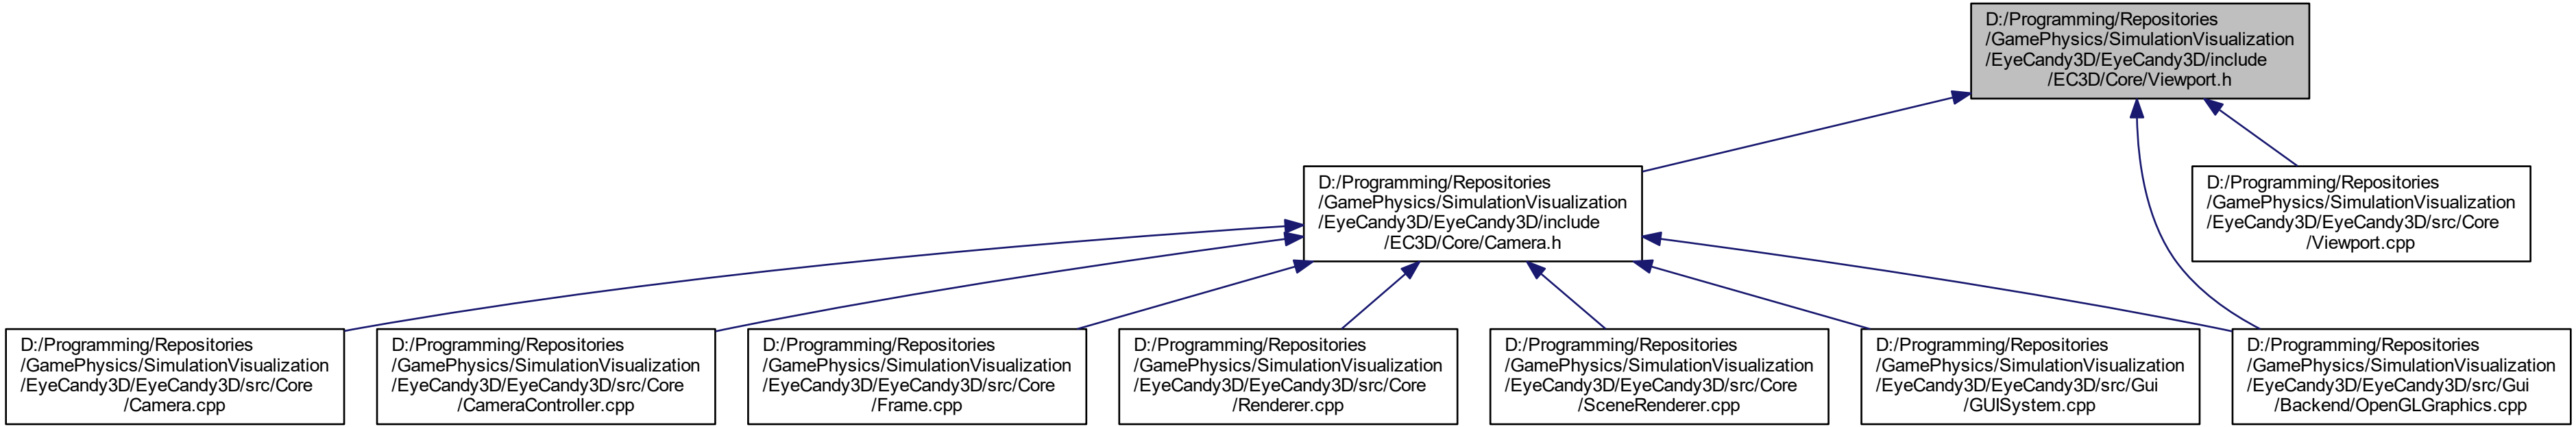 D:/Programming/Repositories
/GamePhysics/SimulationVisualization
/EyeCandy3D/EyeCandy3D/include
/EC3D/Core/Viewport.h
D:/Programming/Repositories
/GamePhysics/SimulationVisualization
/EyeCandy3D/EyeCandy3D/include
/EC3D/Core/Camera.h
D:/Programming/Repositories
/GamePhysics/SimulationVisualization
/EyeCandy3D/EyeCandy3D/src/Core
/Viewport.cpp
D:/Programming/Repositories
/GamePhysics/SimulationVisualization
/EyeCandy3D/EyeCandy3D/src/Core
/Camera.cpp
D:/Programming/Repositories
/GamePhysics/SimulationVisualization
/EyeCandy3D/EyeCandy3D/src/Core
/CameraController.cpp
D:/Programming/Repositories
/GamePhysics/SimulationVisualization
/EyeCandy3D/EyeCandy3D/src/Core
/Frame.cpp
D:/Programming/Repositories
/GamePhysics/SimulationVisualization
/EyeCandy3D/EyeCandy3D/src/Core
/Renderer.cpp
D:/Programming/Repositories
/GamePhysics/SimulationVisualization
/EyeCandy3D/EyeCandy3D/src/Core
/SceneRenderer.cpp
D:/Programming/Repositories
/GamePhysics/SimulationVisualization
/EyeCandy3D/EyeCandy3D/src/Gui
/GUISystem.cpp
D:/Programming/Repositories
/GamePhysics/SimulationVisualization
/EyeCandy3D/EyeCandy3D/src/Gui
/Backend/OpenGLGraphics.cpp